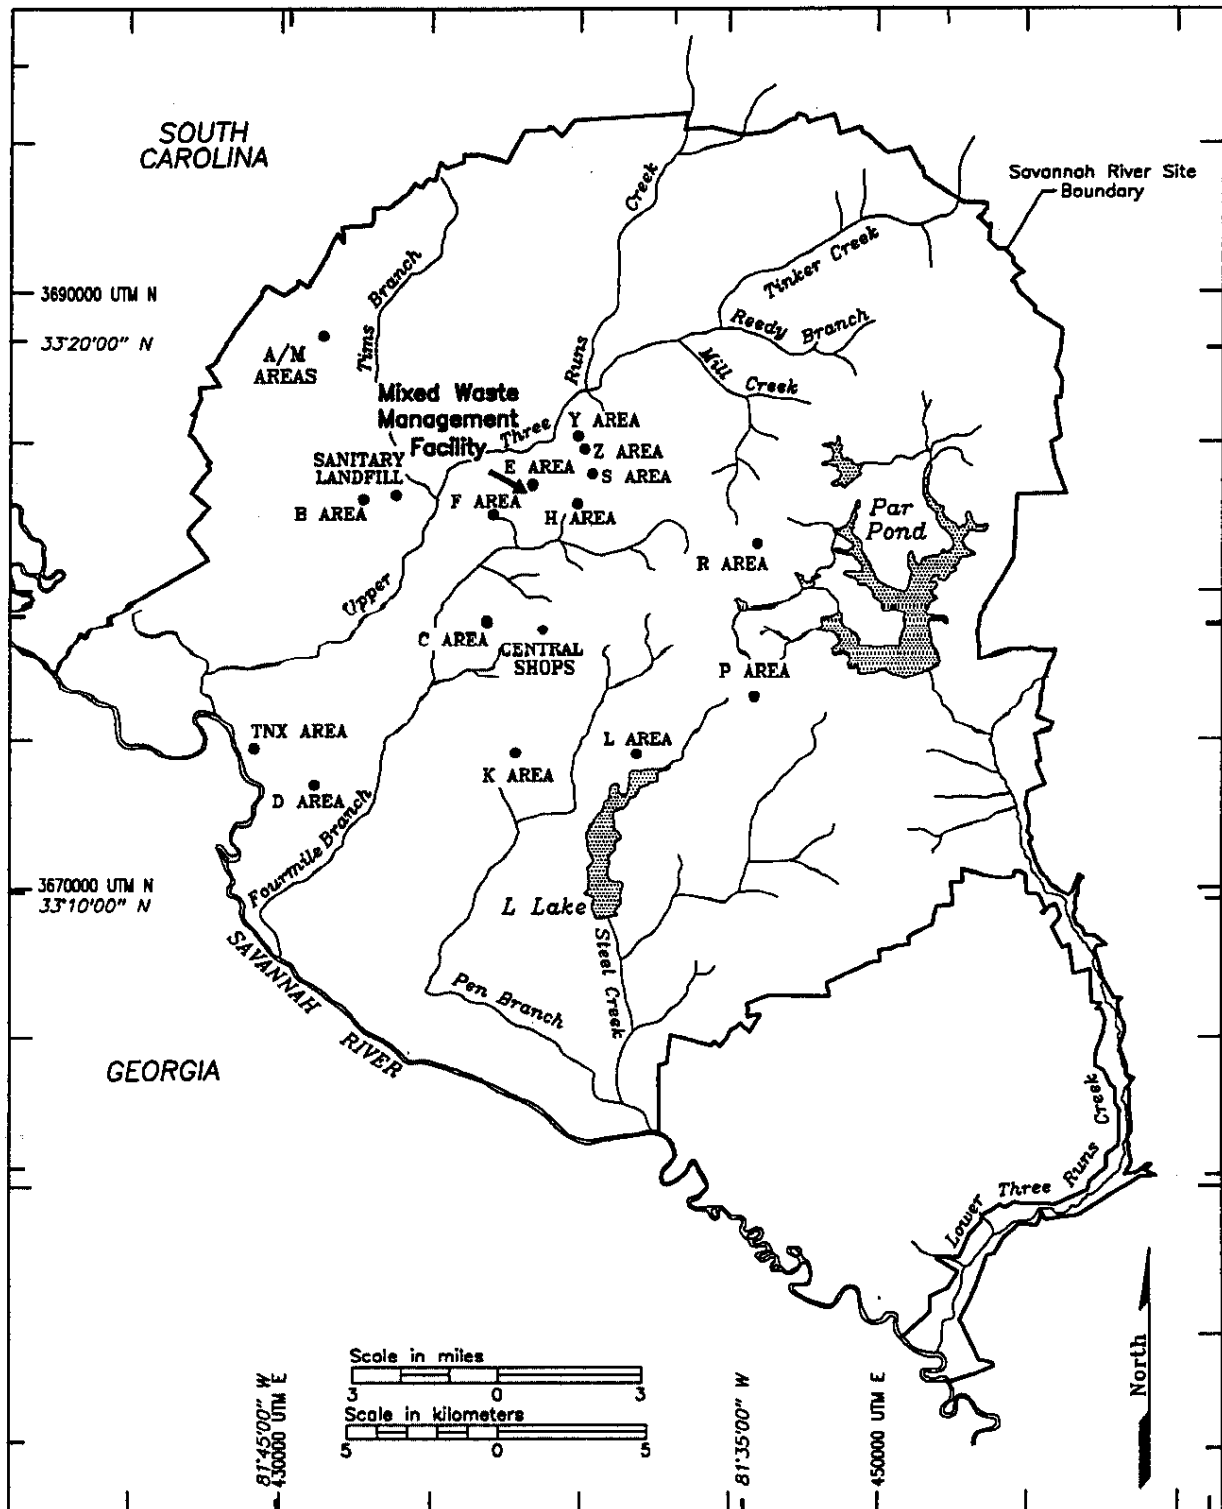 SOUTH
CAROLINA
Savannah River Site
Boundary
Creek
Tinker Creek
3690000 UTM N
33°20'00" N
Tims Branch
Reedy Branch
A/M
AREAS
Runs
Mill Creek
Mixed Waste
Management
Facility
Three
Y AREA
Z AREA
SANITARY
LANDFILL
E AREA
S AREA
B AREA
F AREA
H AREA
Par
Pond
R AREA
Upper
C AREA
CENTRAL
SHOPS
P AREA
TNX AREA
L AREA
K AREA
D AREA
Fourmile Branch
3670000 UTM N
33°10'00" N
L Lake
SAVANNAH RIVER
Steel Creek
Pen Branch
GEORGIA
Lower Three Runs Creek
Scale in miles
3 0 3
Scale in kilometers
5 0 5
81°45'00" W
430000 UTM E
81°35'00" W
450000 UTM E
North